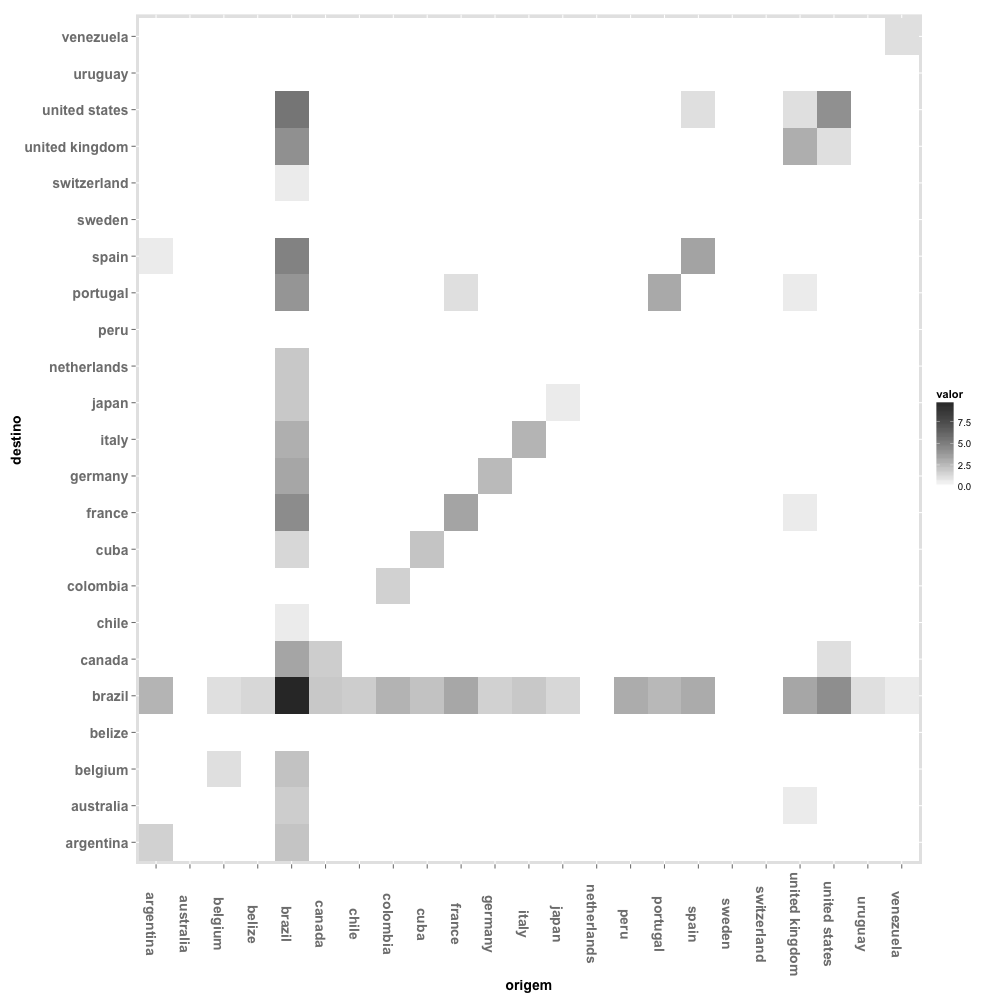 venezuela
uruguay
united states
united kingdom
switzerland
sweden
spain
portugal
peru
netherlands
japan
italy
germany
france
cuba
colombia
chile
canada
brazil
belize
belgium
australia
argentina
destino
valor
7.5
5.0
2.5
0.0
argentina
australia
belgium
belize
brazil
canada
chile
colombia
cuba
france
germany
italy
japan
netherlands
peru
portugal
spain
sweden
switzerland
united kingdom
united states
uruguay
venezuela
origem